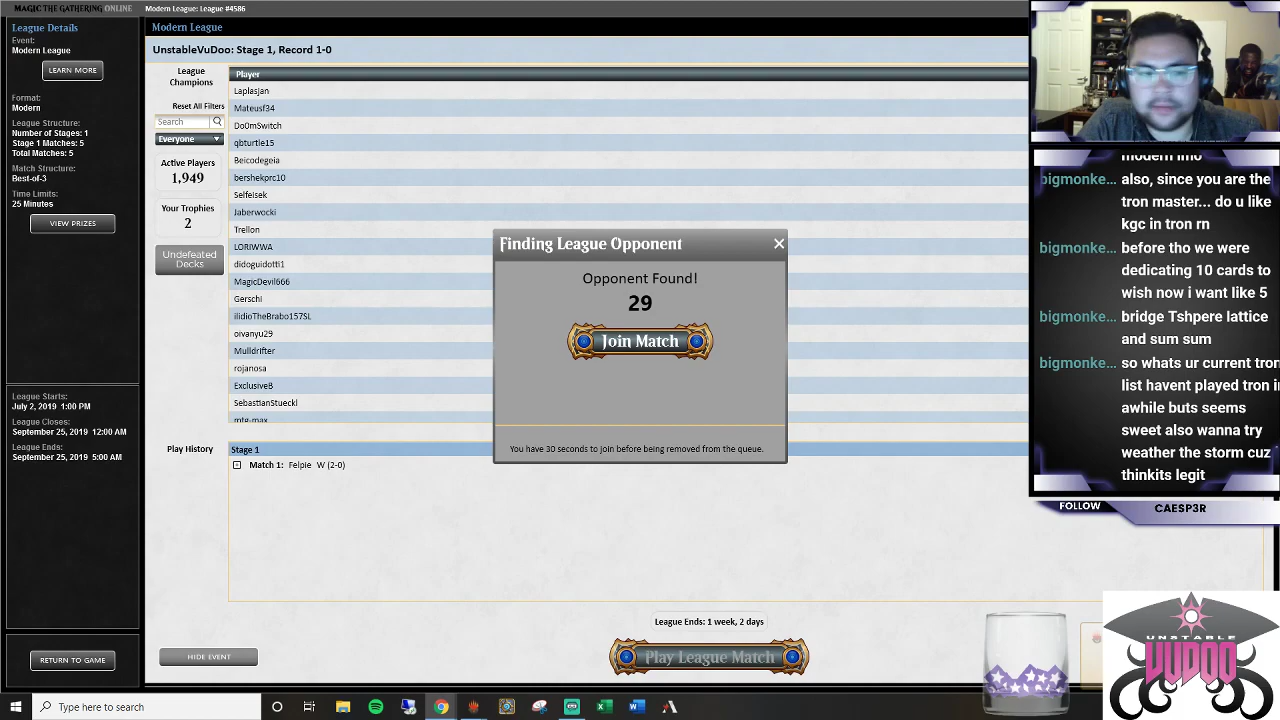 MAGIC THE GATHERING ONLINE
Modern League: League #4586
League Details
Event:
Modern League
LEARN MORE
Format:
Modern
League Structure:
Number of Stages: 1
Stage 1 Matches: 5
Total Matches: 5
Match Structure:
Best-of-3
Time Limits:
25 Minutes
VIEW PRIZES
League Starts:
July 2, 2019 1:00 PM
League Closes:
September 25, 2019 12:00 AM
League Ends:
September 25, 2019 5:00 AM
RETURN TO GAME
Modern League
UnstableVuDoo: Stage 1, Record 1-0
League
Champions
Reset All Filters
Search
Everyone
Active Players
1,949
Your Trophies
2
Undefeated
Decks
Player
LaplasJan
Mateusf34
Do0mSwitch
qbturtle15
Beicodegeia
bershekprc10
Selfeisek
Jaberwocki
Trellon
LORIWWA
didoguidotti1
MagicDevil666
Gerschi
ilidioTheBrabo157SL
oivanyu29
Mulldrifter
rojanosa
ExclusiveB
SebastianStueckl
mtg-max
Play History
Stage 1
Match 1: Felpie W (2-0)
Finding League Opponent
Opponent Found!
29
Join Match
You have 30 seconds to join before being removed from the queue.
League Ends: 1 week, 2 days
HIDE EVENT
Play League Match
modern imo
bigmonke... also, since you are the
tron master... do u like
kgc in tron rn
bigmonke... before tho we were
dedicating 10 cards to
wish now i want like 5
bigmonke... bridge Tshpere lattice
and sum sum
bigmonke... so whats ur current tron
list havent played tron in
awhile buts seems
sweet also wanna try
weather the storm cuz
thinkits legit
FOLLOW
CAESP3R
UNSTABLE
VUDOO
Type here to search